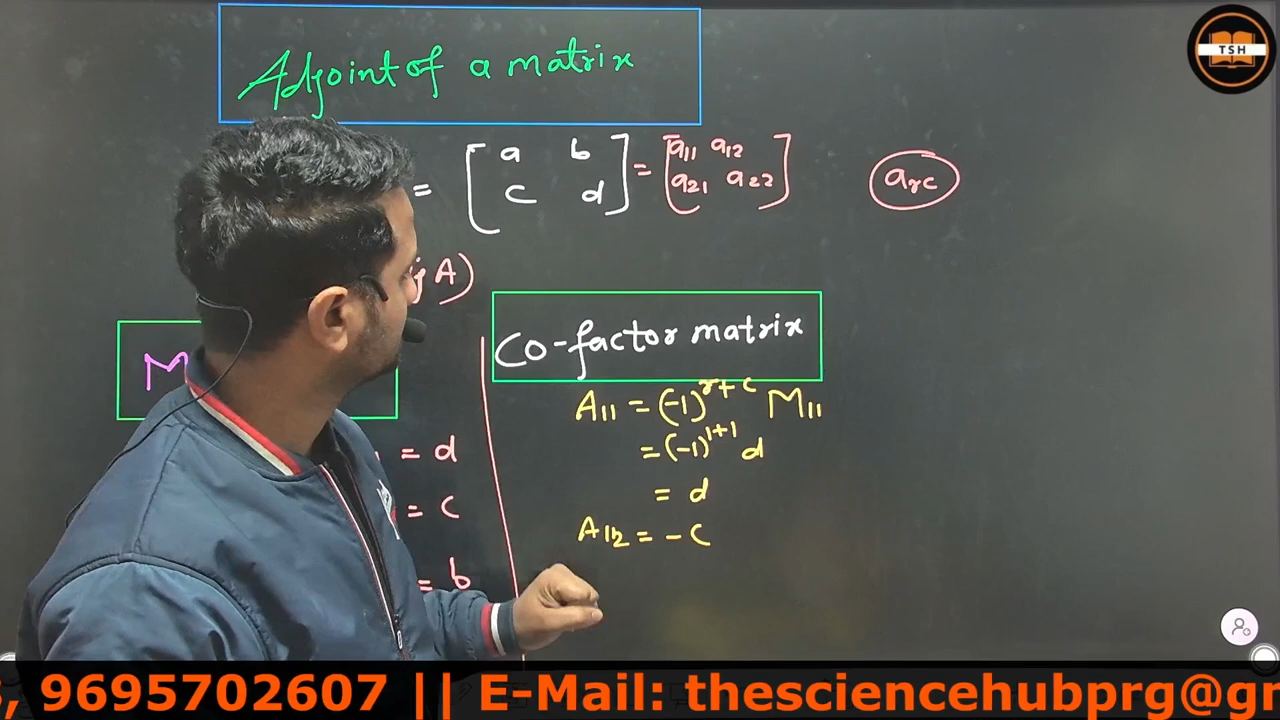 TSH
Adjoint of a matrix
= [a b = [a11 a12
c d] a21 a22]
arc
A)
M
Co-factor matrix
= d
= c
= b
A11 = (-1)^r+c M11
= (-1)^1+1 d
= d
A12 = - c
, 9695702607 || E-Mail: thesciencehubprg@g